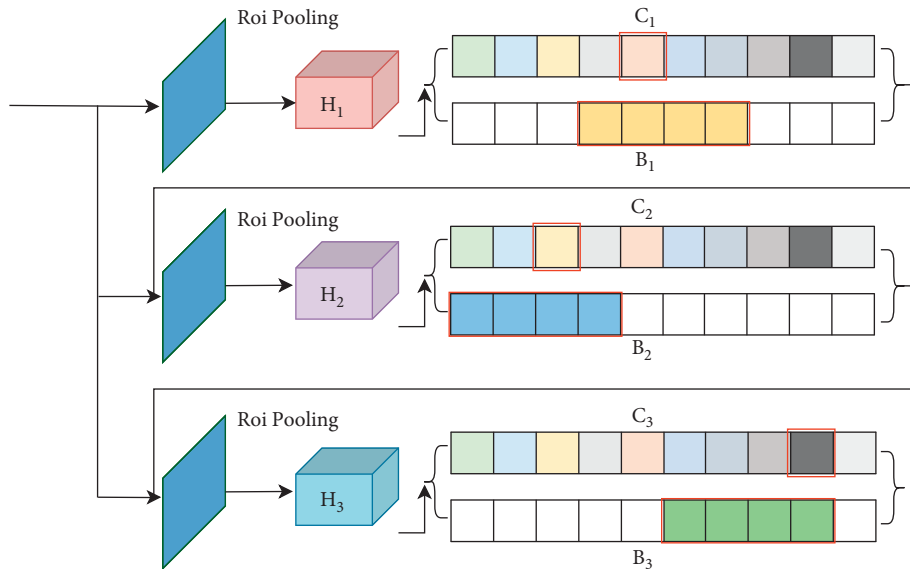 Roi Pooling
C₁
H₁
B₁
Roi Pooling
C₂
H₂
B₂
Roi Pooling
C₃
H₃
B₃